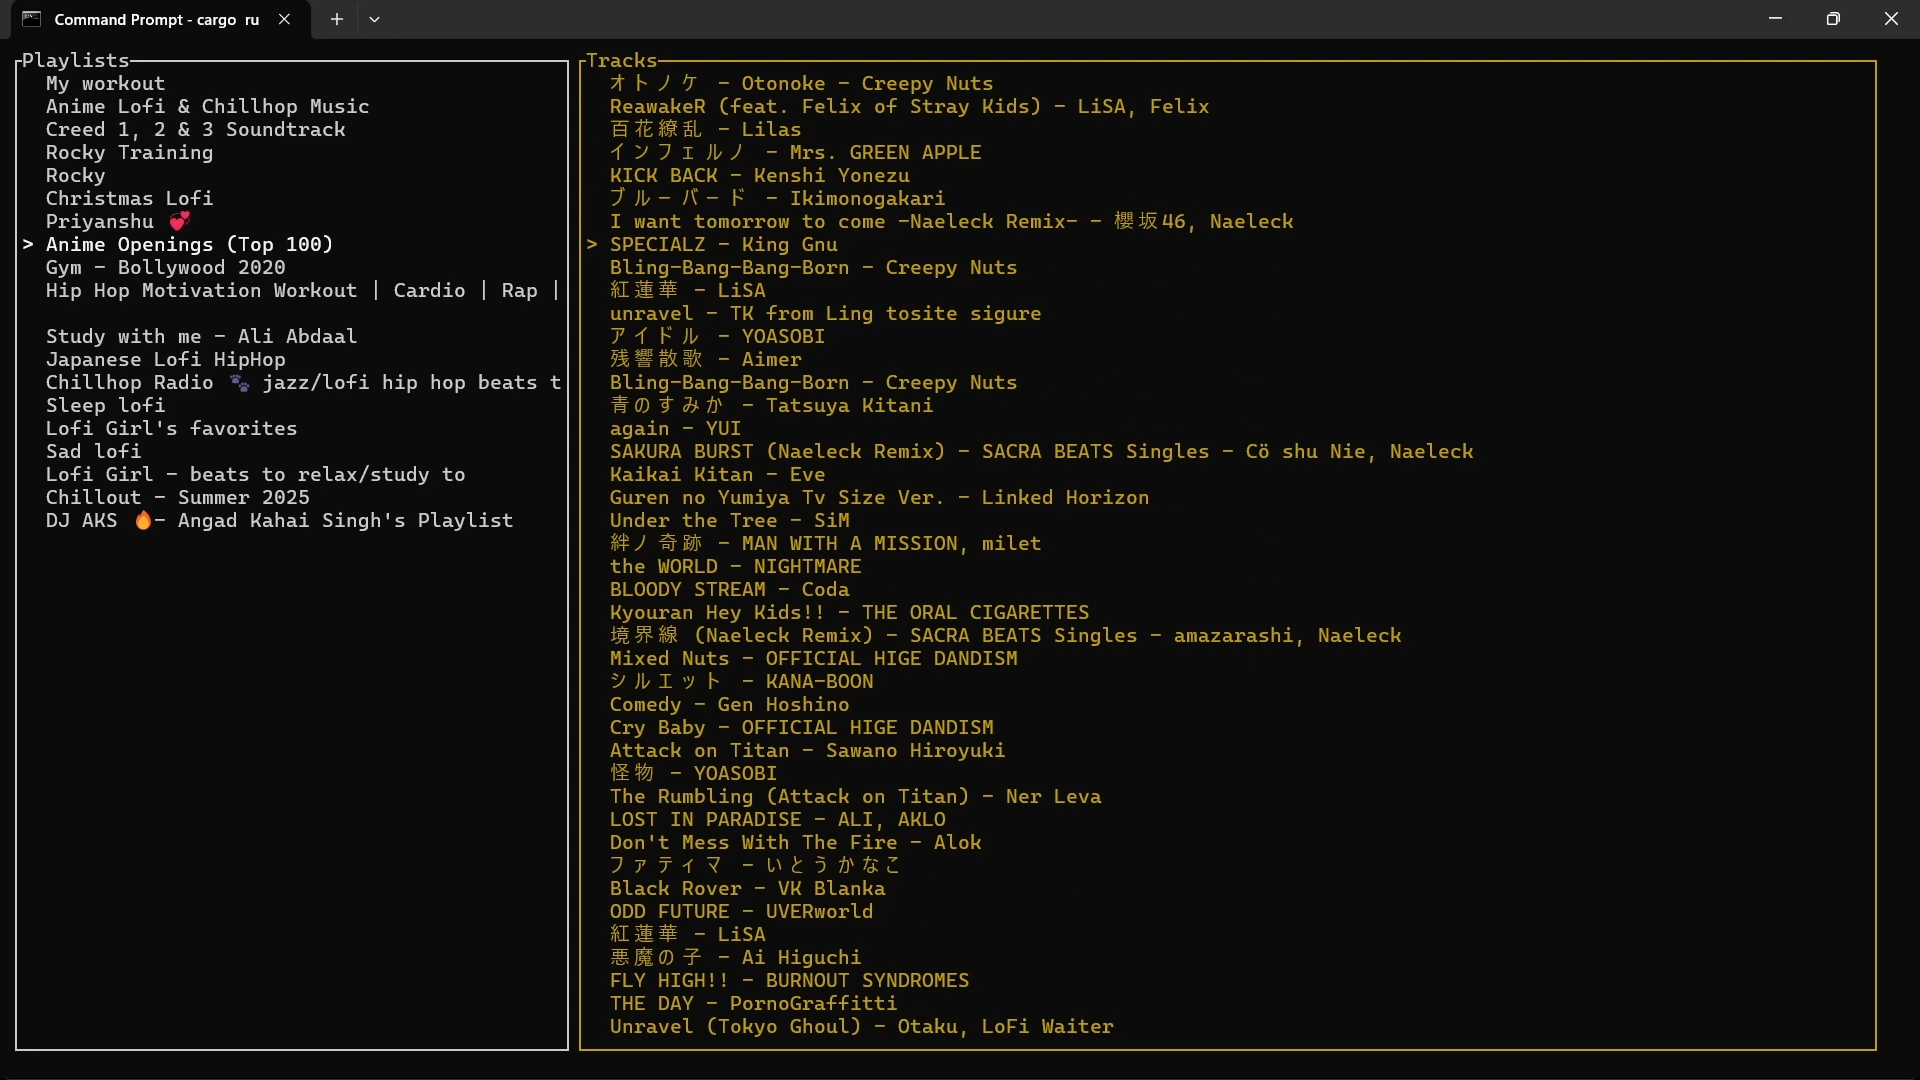 Command Prompt - cargo  ru
Playlists
My workout
Anime Lofi & Chillhop Music
Creed 1, 2 & 3 Soundtrack
Rocky Training
Rocky
Christmas Lofi
Priyanshu 💞
> Anime Openings (Top 100)
Gym - Bollywood 2020
Hip Hop Motivation Workout | Cardio | Rap |
Study with me - Ali Abdaal
Japanese Lofi HipHop
Chillhop Radio 🐾 jazz/lofi hip hop beats t
Sleep lofi
Lofi Girl's favorites
Sad lofi
Lofi Girl - beats to relax/study to
Chillout - Summer 2025
DJ AKS 🔥- Angad Kahai Singh's Playlist
Tracks
オトノケ - Otonoke - Creepy Nuts
ReawakeR (feat. Felix of Stray Kids) - LiSA, Felix
百花繚乱 - Lilas
インフェルノ - Mrs. GREEN APPLE
KICK BACK - Kenshi Yonezu
ブルーバード - Ikimonogakari
I want tomorrow to come -Naeleck Remix- - 櫻坂46, Naeleck
> SPECIALZ - King Gnu
Bling-Bang-Bang-Born - Creepy Nuts
紅蓮華 - LiSA
unravel - TK from Ling tosite sigure
アイドル - YOASOBI
残響散歌 - Aimer
Bling-Bang-Bang-Born - Creepy Nuts
青のすみか - Tatsuya Kitani
again - YUI
SAKURA BURST (Naeleck Remix) - SACRA BEATS Singles - Cö shu Nie, Naeleck
Kaikai Kitan - Eve
Guren no Yumiya Tv Size Ver. - Linked Horizon
Under the Tree - SiM
絆ノ奇跡 - MAN WITH A MISSION, milet
the WORLD - NIGHTMARE
BLOODY STREAM - Coda
Kyouran Hey Kids!! - THE ORAL CIGARETTES
境界線 (Naeleck Remix) - SACRA BEATS Singles - amazarashi, Naeleck
Mixed Nuts - OFFICIAL HIGE DANDISM
シルエット - KANA-BOON
Comedy - Gen Hoshino
Cry Baby - OFFICIAL HIGE DANDISM
Attack on Titan - Sawano Hiroyuki
怪物 - YOASOBI
The Rumbling (Attack on Titan) - Ner Leva
LOST IN PARADISE - ALI, AKLO
Don't Mess With The Fire - Alok
ファティマ - いとうかなこ
Black Rover - VK Blanka
ODD FUTURE - UVERworld
紅蓮華 - LiSA
悪魔の子 - Ai Higuchi
FLY HIGH!! - BURNOUT SYNDROMES
THE DAY - PornoGraffitti
Unravel (Tokyo Ghoul) - Otaku, LoFi Waiter